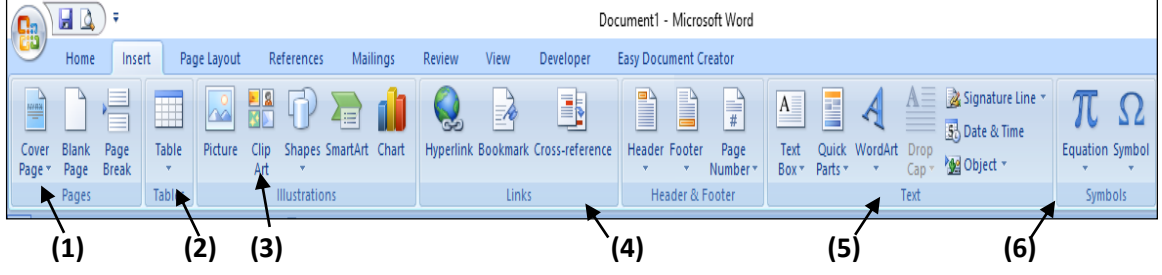 Document1 - Microsoft Word
Home Insert Page Layout References Mailings Review View Developer Easy Document Creator
Cover Page Blank Page Page Break Table Picture Clip Art Shapes SmartArt Chart Hyperlink Bookmark Cross-reference Header Footer Page Number # Text Box A Quick Parts WordArt A Drop Cap A Signature Line Date & Time 5 Object Equation π Symbol Ω
Pages Tables Illustrations Links Header & Footer Text Symbols
(1) (2) (3) (4) (5) (6)